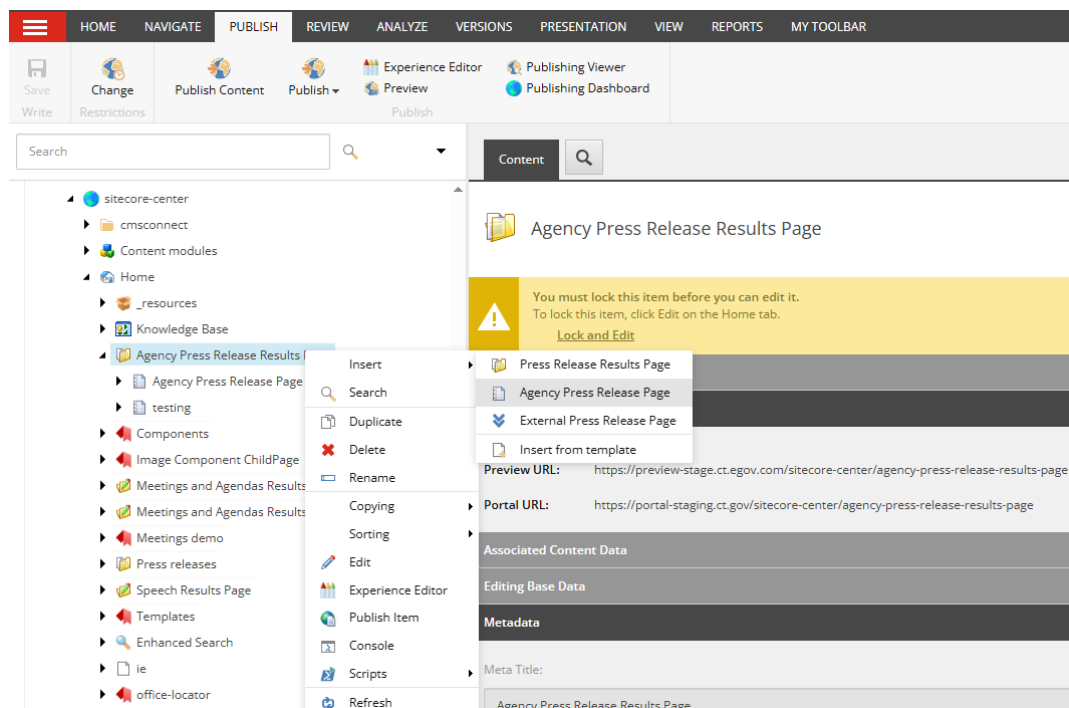 HOME NAVIGATE PUBLISH REVIEW ANALYZE VERSIONS PRESENTATION VIEW REPORTS MY TOOLBAR
Save
Write
Change
Restrictions
Publish Content
Publish
Experience Editor
Preview
Publishing Viewer
Publishing Dashboard
Publish
Search
sitecore-center
cmsconnect
Content modules
Home
_resources
Knowledge Base
Agency Press Release Results
Agency Press Release Page
testing
Components
Image Component ChildPage
Meetings and Agendas Results
Meetings and Agendas Results
Meetings demo
Press releases
Speech Results Page
Templates
Enhanced Search
ie
office-locator
Insert
Search
Duplicate
Delete
Rename
Copying
Sorting
Edit
Experience Editor
Publish Item
Console
Scripts
Refresh
Press Release Results Page
Agency Press Release Page
External Press Release Page
Insert from template
Content
Agency Press Release Results Page
You must lock this item before you can edit it.
To lock this item, click Edit on the Home tab.
Lock and Edit
Preview URL: https://preview-stage.ct.egov.com/sitecore-center/agency-press-release-results-page
Portal URL: https://portal-staging.ct.gov/sitecore-center/agency-press-release-results-page
Associated Content Data
Editing Base Data
Metadata
Meta Title:
Agency Press Release Results Page